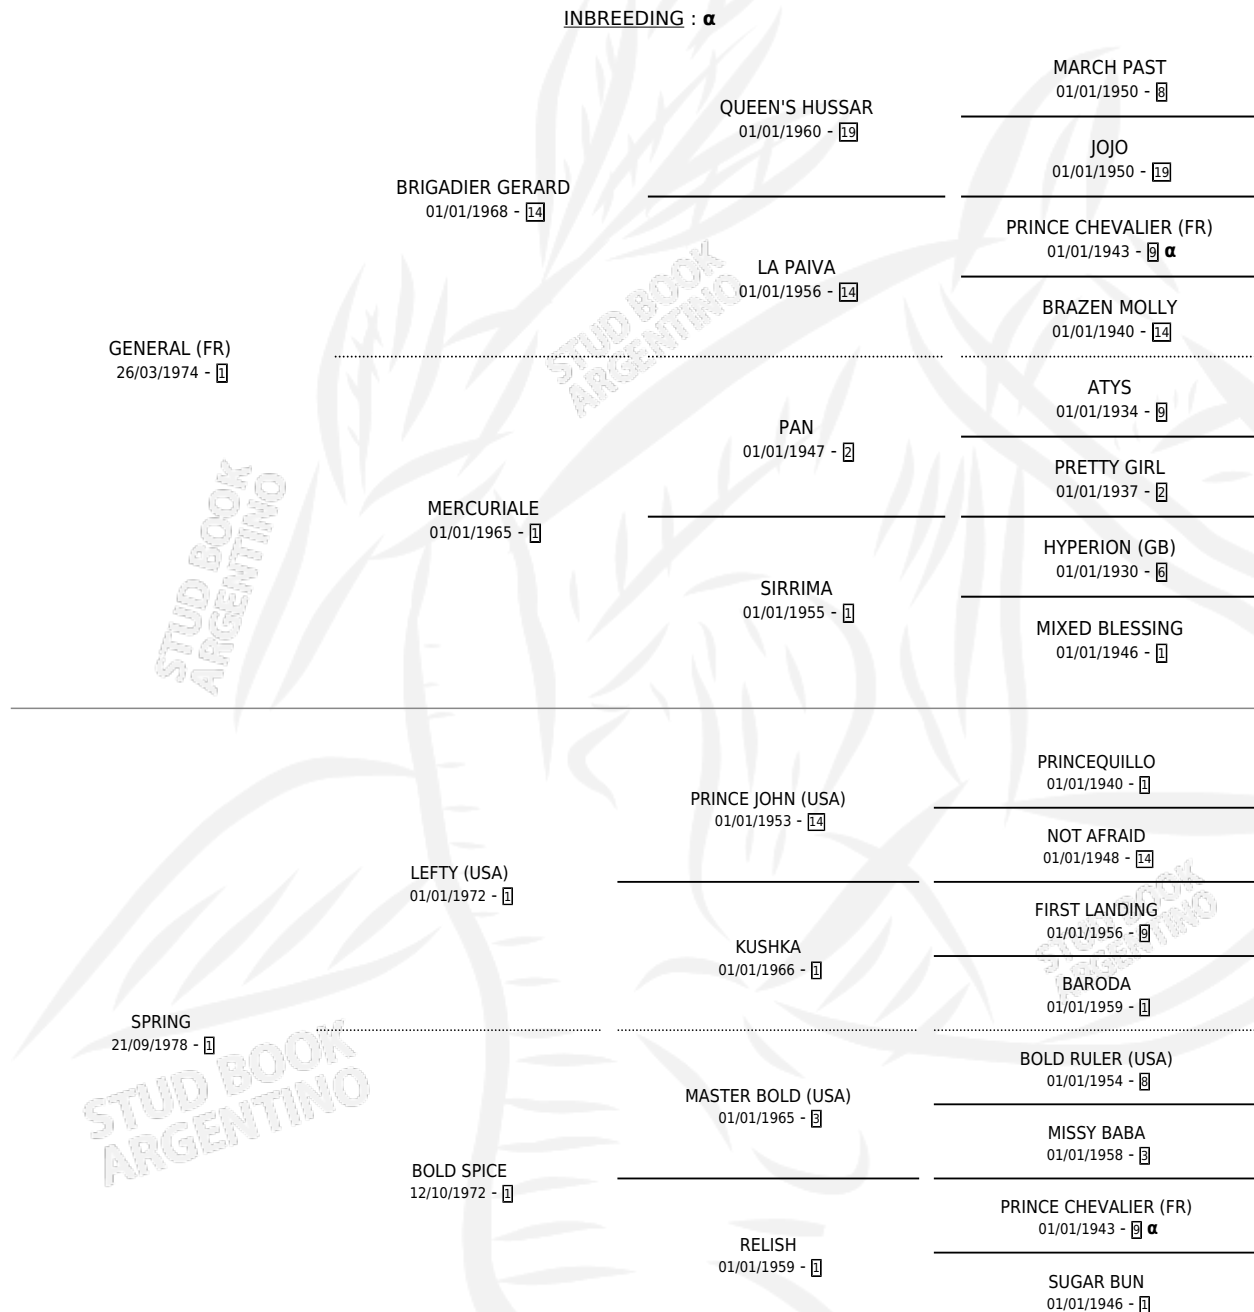 INBREEDING : α
MARCH PAST
01/01/1950 - 8
QUEEN'S HUSSAR
01/01/1960 - 19
JOJO
01/01/1950 - 19
BRIGADIER GERARD
01/01/1968 - 14
PRINCE CHEVALIER (FR)
01/01/1943 - 9 α
LA PAIVA
01/01/1956 - 14
BRAZEN MOLLY
01/01/1940 - 14
GENERAL (FR)
26/03/1974 - 1
ATYS
01/01/1934 - 9
PAN
01/01/1947 - 2
PRETTY GIRL
01/01/1937 - 2
MERCURIALE
01/01/1965 - 1
HYPERION (GB)
01/01/1930 - 6
SIRRIMA
01/01/1955 - 1
MIXED BLESSING
01/01/1946 - 1
PRINCEQUILLO
01/01/1940 - 1
PRINCE JOHN (USA)
01/01/1953 - 14
NOT AFRAID
01/01/1948 - 14
LEFTY (USA)
01/01/1972 - 1
FIRST LANDING
01/01/1956 - 9
KUSHKA
01/01/1966 - 1
BARODA
01/01/1959 - 1
SPRING
21/09/1978 - 1
BOLD RULER (USA)
01/01/1954 - 8
MASTER BOLD (USA)
01/01/1965 - 3
MISSY BABA
01/01/1958 - 3
BOLD SPICE
12/10/1972 - 1
PRINCE CHEVALIER (FR)
01/01/1943 - 9 α
RELISH
01/01/1959 - 1
SUGAR BUN
01/01/1946 - 1
STUD BOOK
ARGENTINO
STUD BOOK
ARGENTINO
STUD BOOK
ARGENTINO
STUD BOOK
ARGENTINO